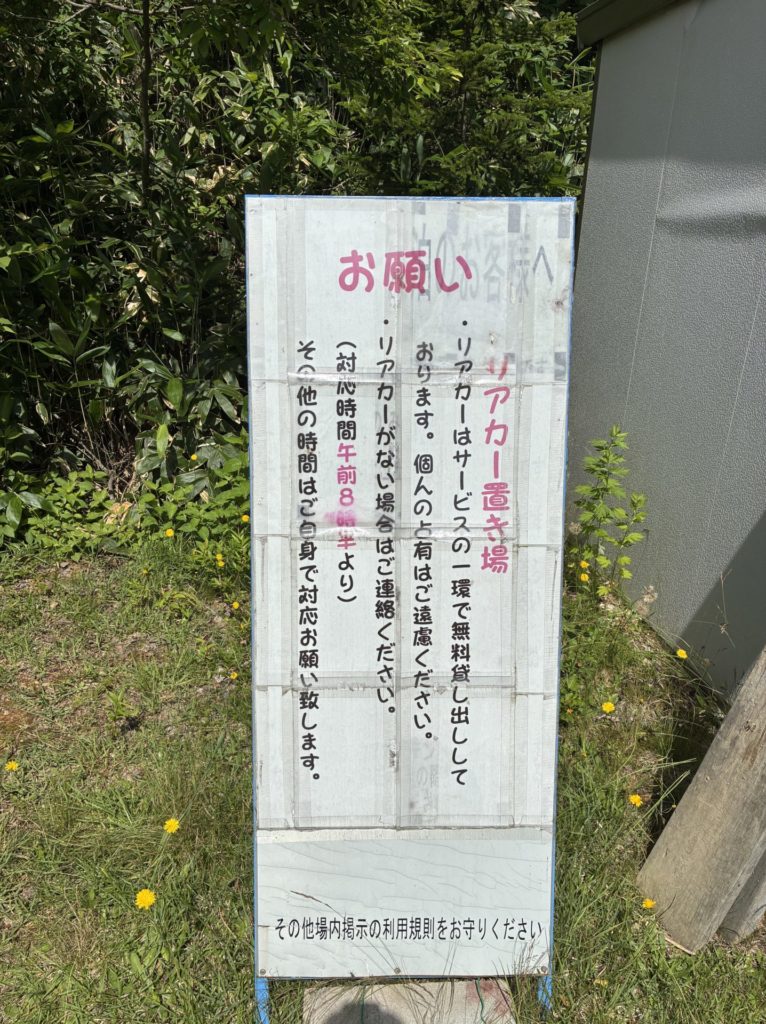 お願い
リアカー置き場
・リアカーはサービスの一環で無料貸し出しして
おります。個人の占有はご遠慮ください。
・リアカーがない場合はご連絡ください。
（対応時間午前８時半より）
その他の時間はご自身で対応お願い致します。
その他場内掲示の利用規則をお守りください